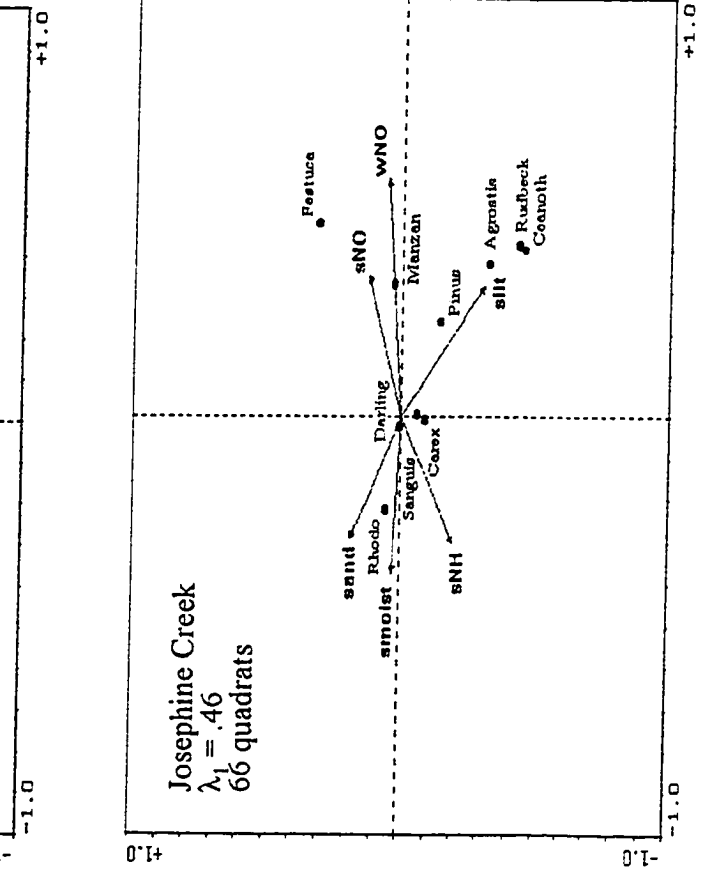 Josephine Creek
λ₁ = .46
66 quadrats
Festuca
sNO
wNO
Manzan
Agrostis
Rudbeck
Ceanoth
silt
Pinus
Darling
Carex
Sanguis
Rhodo
sand
smoist
sNH
+1.0
-1.0
-1.0
+1.0
+1.0
-1.0